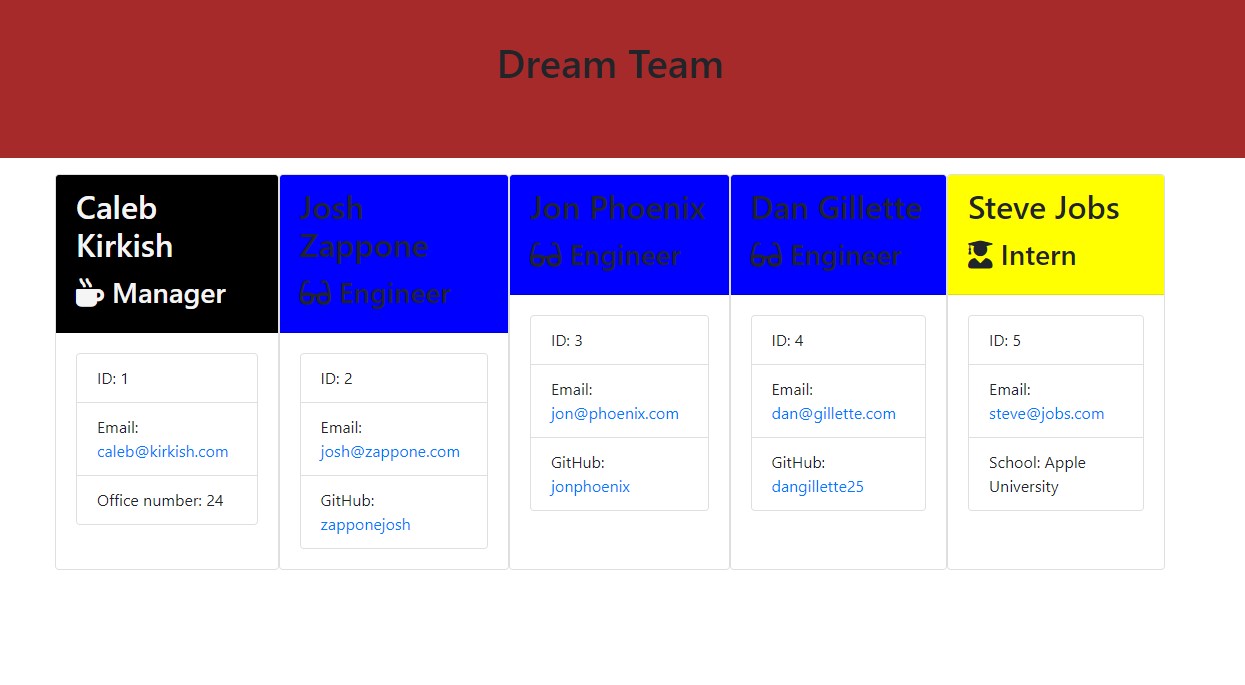 Dream Team
Caleb
Kirkish
Manager
ID: 1
Email:
caleb@kirkish.com
Office number: 24
Josh
Zappone
Engineer
ID: 2
Email:
josh@zappone.com
GitHub:
zapponejosh
Jon Phoenix
Engineer
ID: 3
Email:
jon@phoenix.com
GitHub:
jonphoenix
Dan Gillette
Engineer
ID: 4
Email:
dan@gillette.com
GitHub:
dangillette25
Steve Jobs
Intern
ID: 5
Email:
steve@jobs.com
School: Apple
University